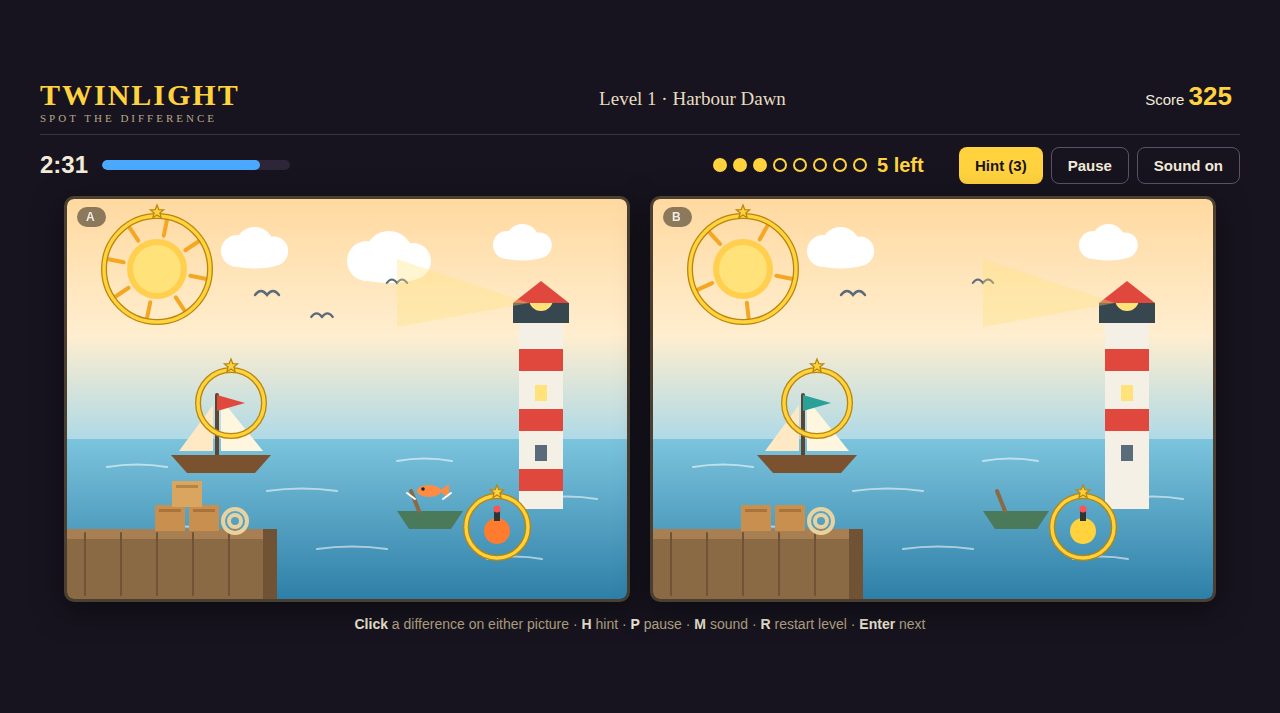 TWINLIGHT
SPOT THE DIFFERENCE
Level 1 · Harbour Dawn
Score 325
2:31
5 left
Hint (3)
Pause
Sound on
A
B
Click a difference on either picture · H hint · P pause · M sound · R restart level · Enter next